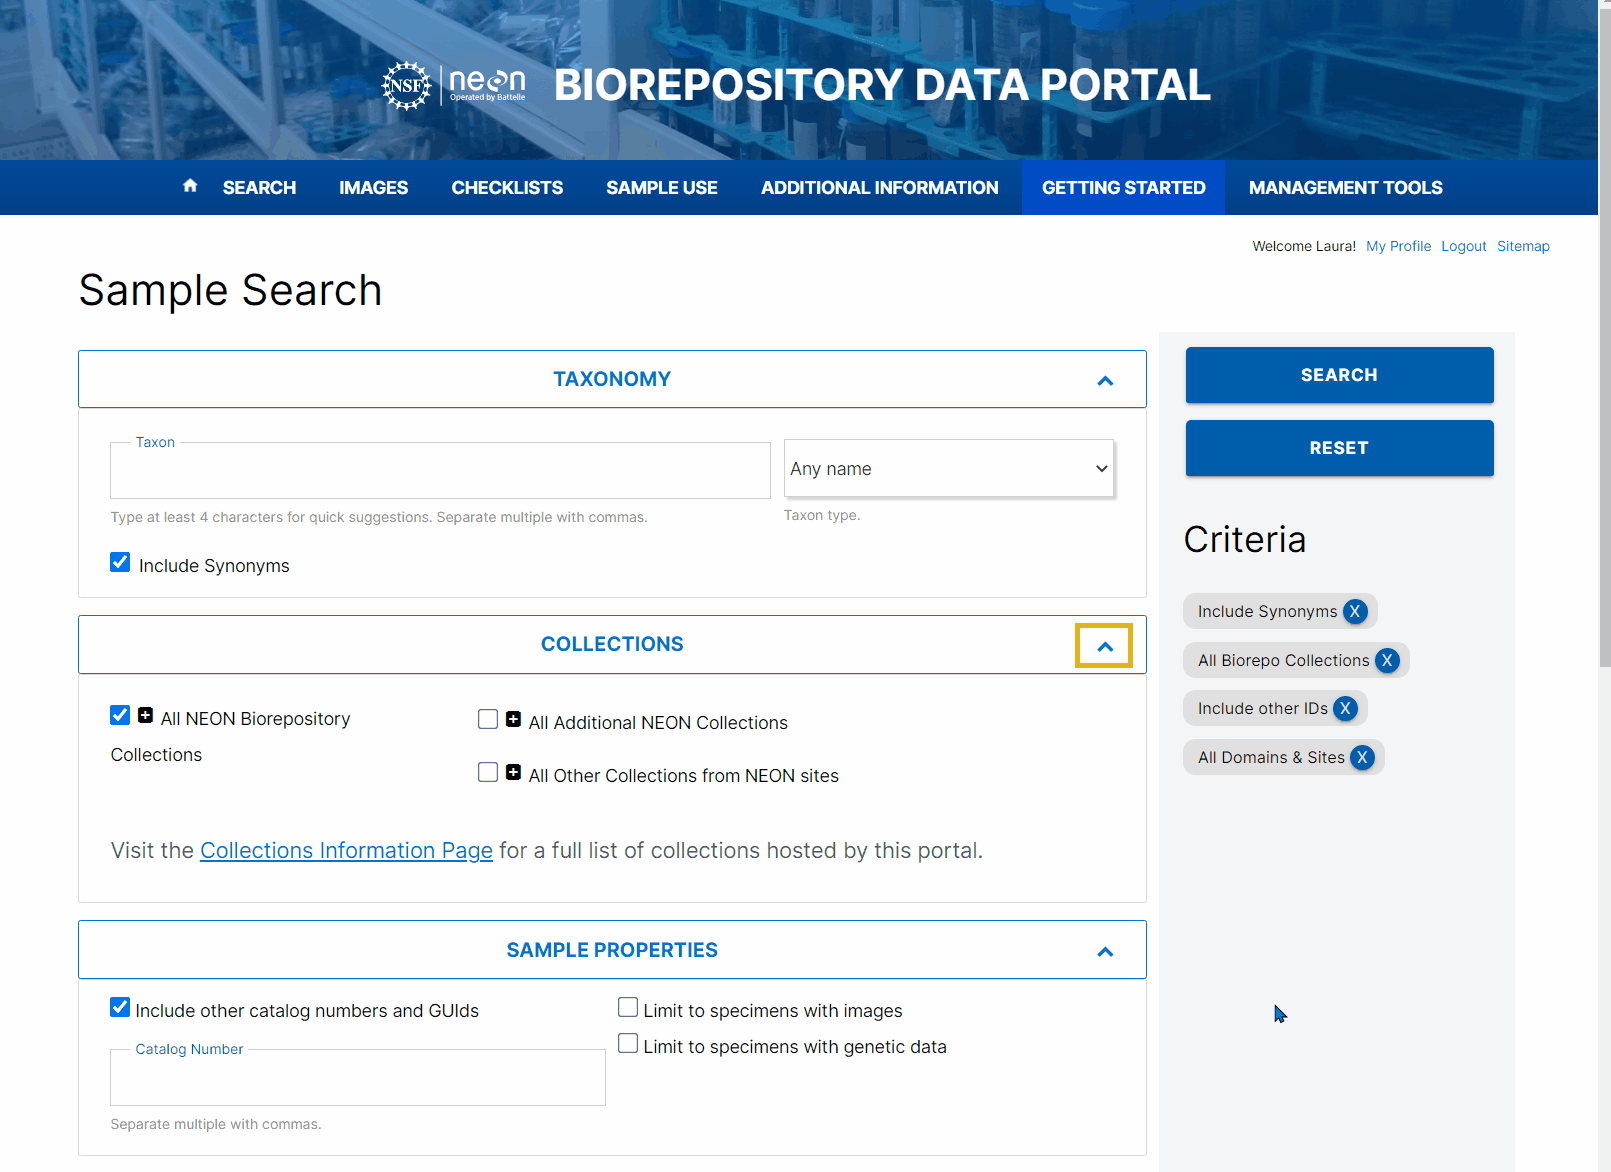 NSF neon
Operated by Battelle
BIOREPOSITORY DATA PORTAL
SEARCH IMAGES CHECKLISTS SAMPLE USE ADDITIONAL INFORMATION GETTING STARTED MANAGEMENT TOOLS
Welcome Laura! My Profile Logout Sitemap
Sample Search
TAXONOMY
Taxon
Any name
Type at least 4 characters for quick suggestions. Separate multiple with commas.
Taxon type.
Include Synonyms
COLLECTIONS
All NEON Biorepository
Collections
All Additional NEON Collections
All Other Collections from NEON sites
Visit the Collections Information Page for a full list of collections hosted by this portal.
SAMPLE PROPERTIES
Include other catalog numbers and GUIds
Limit to specimens with images
Limit to specimens with genetic data
Catalog Number
Separate multiple with commas.
SEARCH
RESET
Criteria
Include Synonyms X
All Biorepo Collections X
Include other IDs X
All Domains & Sites X